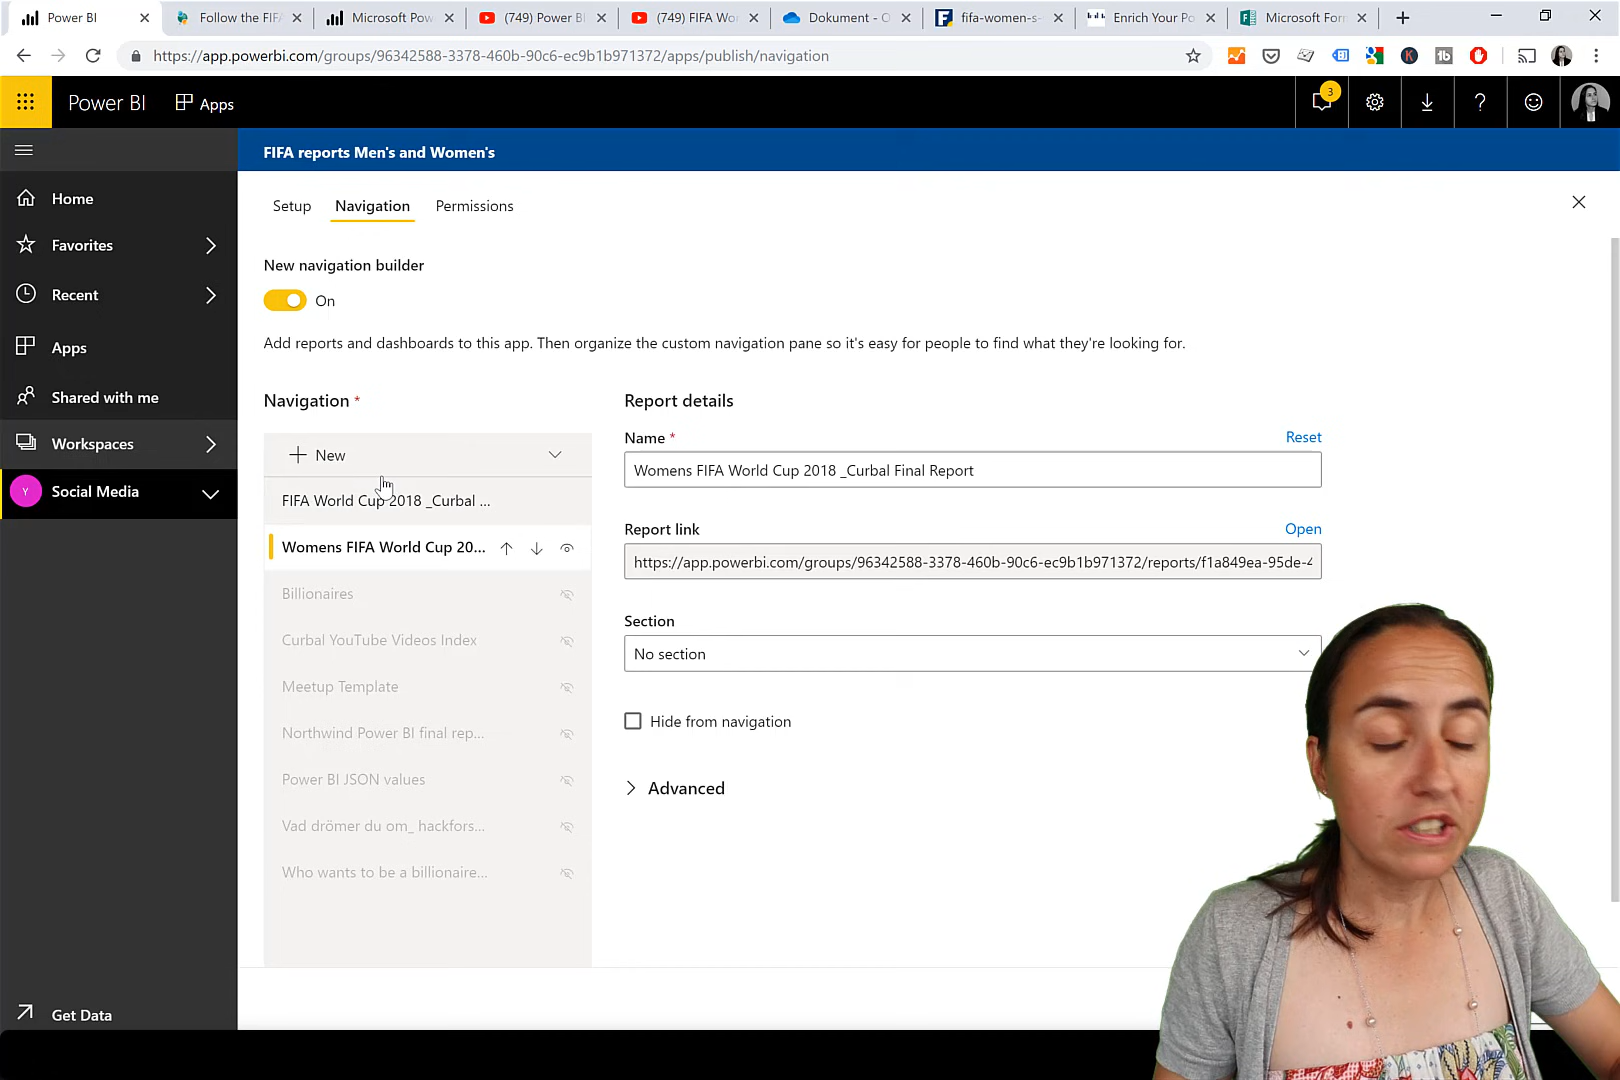 Power BI
Follow the FIFA
Microsoft Pow
(749) Power B
(749) FIFA Wor
Dokument - O
fifa-women-s-
Enrich Your Po
Microsoft For
https://app.powerbi.com/groups/96342588-3378-460b-90c6-ec9b1b971372/apps/publish/navigation
Power BI
Apps
3
?
FIFA reports Men's and Women's
Home
Favorites
Recent
Apps
Shared with me
Workspaces
Y
Social Media
Get Data
Setup
Navigation
Permissions
New navigation builder
On
Add reports and dashboards to this app. Then organize the custom navigation pane so it's easy for people to find what they're looking for.
Navigation *
New
FIFA World Cup 2018 _Curbal ...
Womens FIFA World Cup 20...
Billionaires
Curbal YouTube Videos Index
Meetup Template
Northwind Power BI final rep...
Power BI JSON values
Vad drömer du om_ hackfors...
Who wants to be a billionaire...
Report details
Name *
Reset
Womens FIFA World Cup 2018 _Curbal Final Report
Report link
Open
https://app.powerbi.com/groups/96342588-3378-460b-90c6-ec9b1b971372/reports/f1a849ea-95de-4
Section
No section
Hide from navigation
Advanced